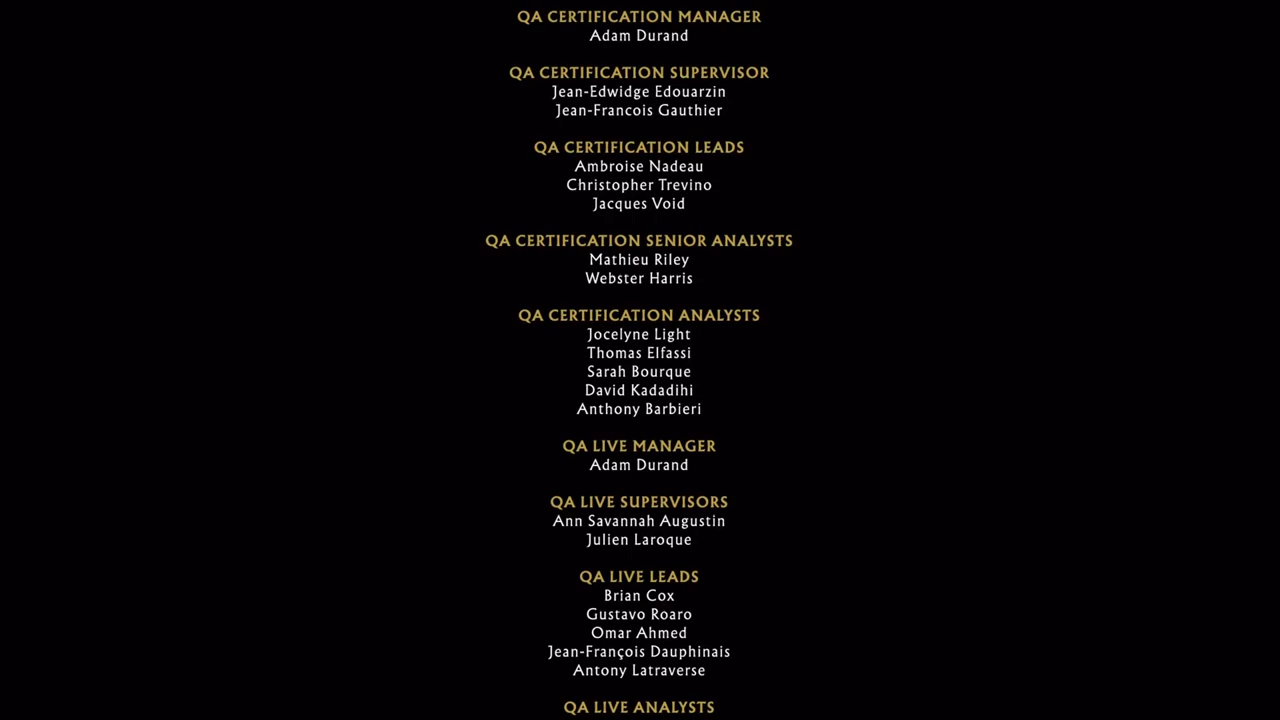 QA CERTIFICATION MANAGER
Adam Durand
QA CERTIFICATION SUPERVISOR
Jean-Edwidge Edouarzin
Jean-Francois Gauthier
QA CERTIFICATION LEADS
Ambroise Nadeau
Christopher Trevino
Jacques Void
QA CERTIFICATION SENIOR ANALYSTS
Mathieu Riley
Webster Harris
QA CERTIFICATION ANALYSTS
Jocelyne Light
Thomas Elfassi
Sarah Bourque
David Kadadihi
Anthony Barbieri
QA LIVE MANAGER
Adam Durand
QA LIVE SUPERVISORS
Ann Savannah Augustin
Julien Laroque
QA LIVE LEADS
Brian Cox
Gustavo Roaro
Omar Ahmed
Jean-François Dauphinais
Antony Latraverse
QA LIVE ANALYSTS